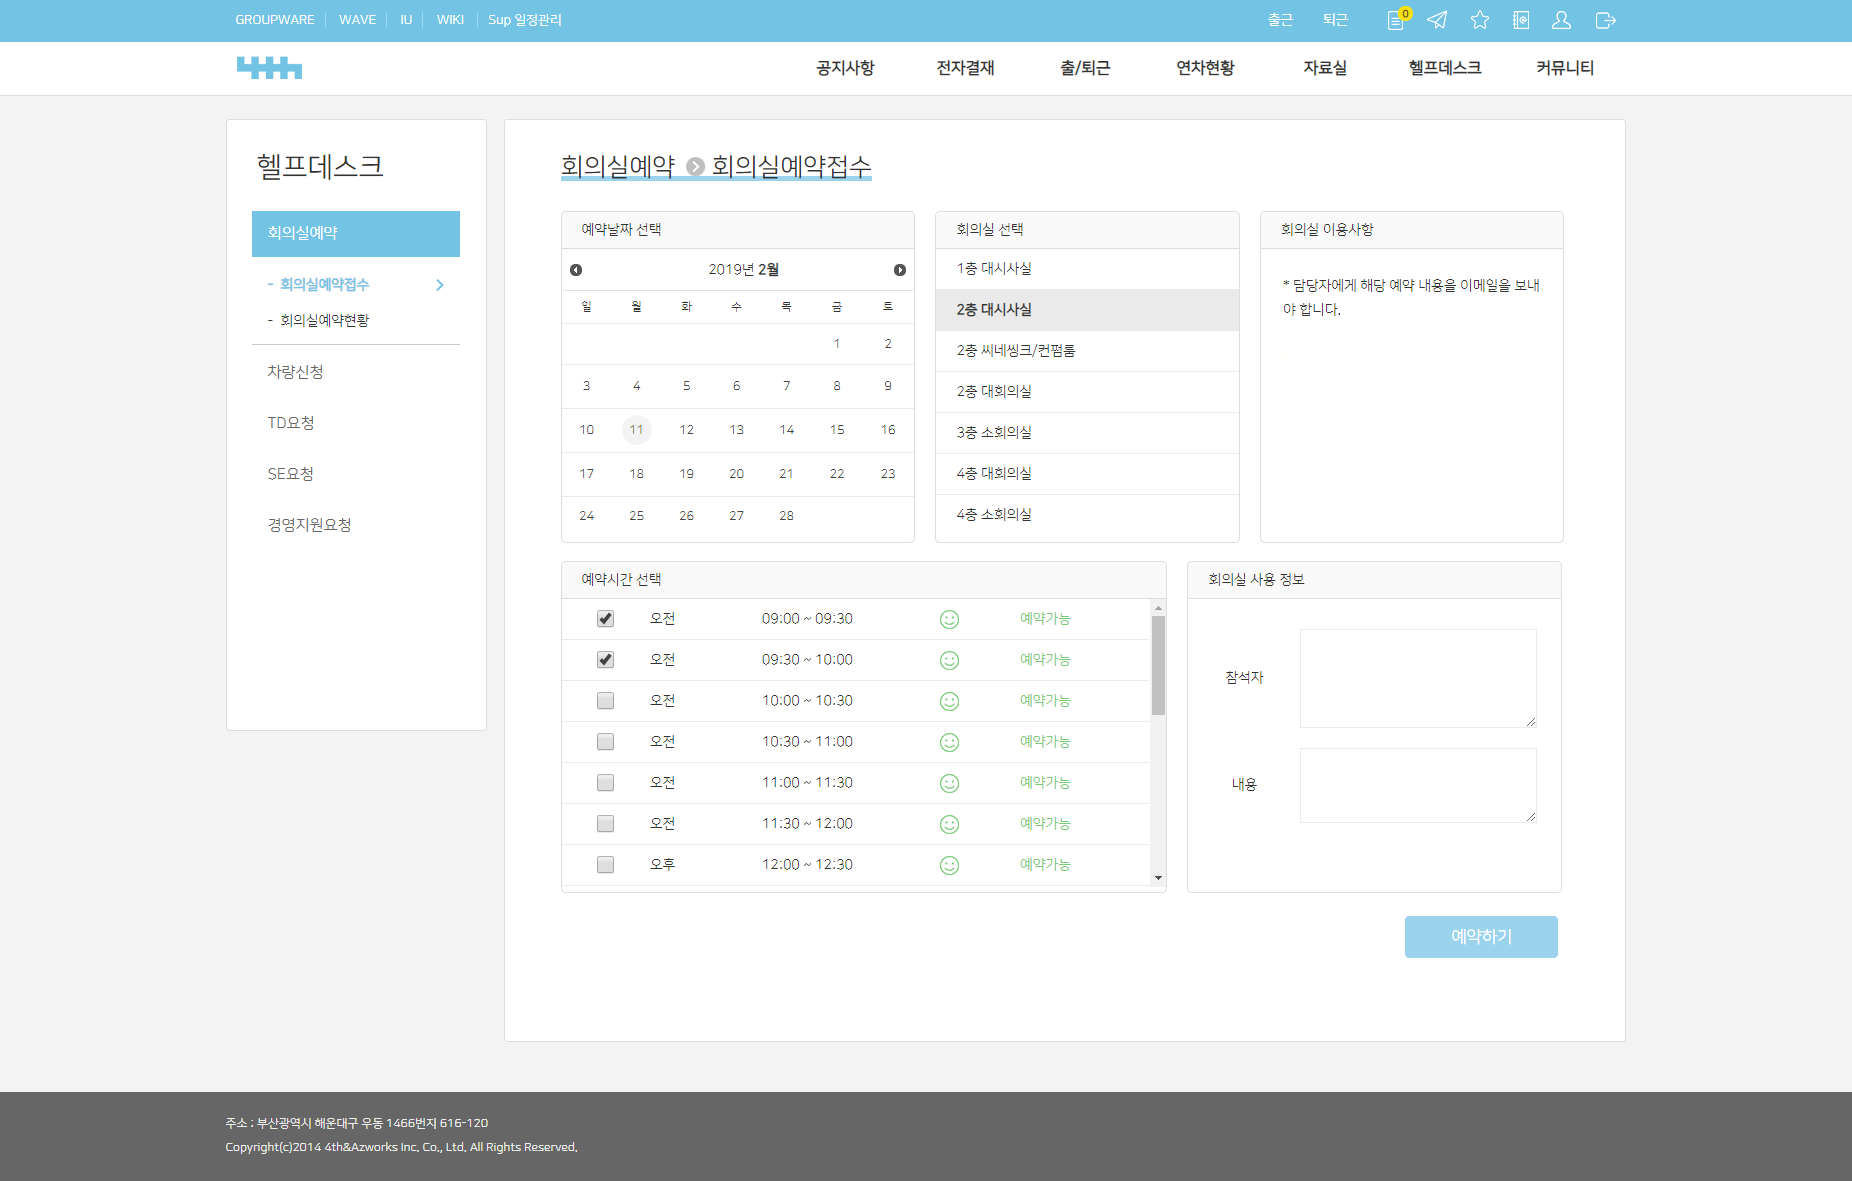 GROUPWARE WAVE IU WIKI Sup 일정관리 출근 퇴근 0
4th 공지사항 전자결재 출/퇴근 연차현황 자료실 헬프데스크 커뮤니티
헬프데스크
회의실예약
- 회의실예약접수
- 회의실예약현황
차량신청
TD요청
SE요청
경영지원요청
회의실예약 회의실예약접수
예약날짜 선택
2019년 2월
일 월 화 수 목 금 토
1 2
3 4 5 6 7 8 9
10 11 12 13 14 15 16
17 18 19 20 21 22 23
24 25 26 27 28
회의실 선택
1층 대시사실
2층 대시사실
2층 씨네씽크/컨펌룸
2층 대회의실
3층 소회의실
4층 대회의실
4층 소회의실
회의실 이용사항
* 담당자에게 해당 예약 내용을 이메일을 보내
야 합니다.
예약시간 선택
오전 09:00 ~ 09:30 예약가능
오전 09:30 ~ 10:00 예약가능
오전 10:00 ~ 10:30 예약가능
오전 10:30 ~ 11:00 예약가능
오전 11:00 ~ 11:30 예약가능
오전 11:30 ~ 12:00 예약가능
오후 12:00 ~ 12:30 예약가능
회의실 사용 정보
참석자
내용
예약하기
주소 : 부산광역시 해운대구 우동 1466번지 616-120
Copyright(c)2014 4th&Azworks Inc. Co., Ltd. All Rights Reserved.